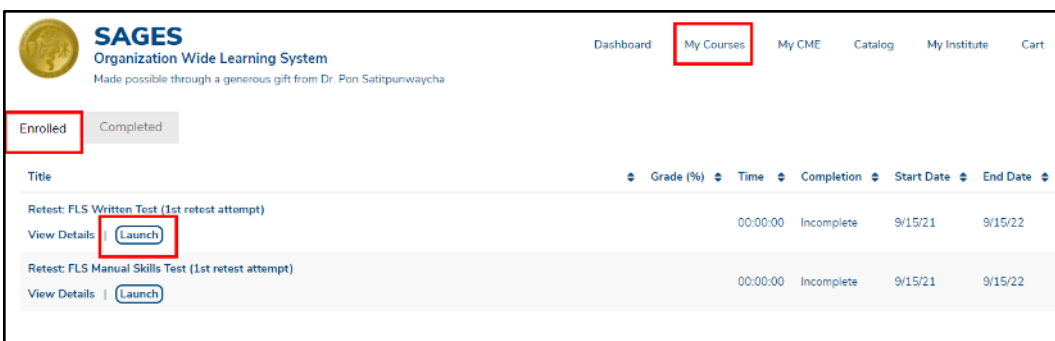 SAGES
Organization Wide Learning System
Made possible through a generous gift from Dr. Pon Satitpunwaycha
Dashboard My Courses My CME Catalog My Institute Cart
Enrolled Completed
Title Grade (%) Time Completion Start Date End Date
Retest: FLS Written Test (1st retest attempt)
00:00:00 Incomplete 9/15/21 9/15/22
View Details | Launch
Retest: FLS Manual Skills Test (1st retest attempt)
00:00:00 Incomplete 9/15/21 9/15/22
View Details | Launch